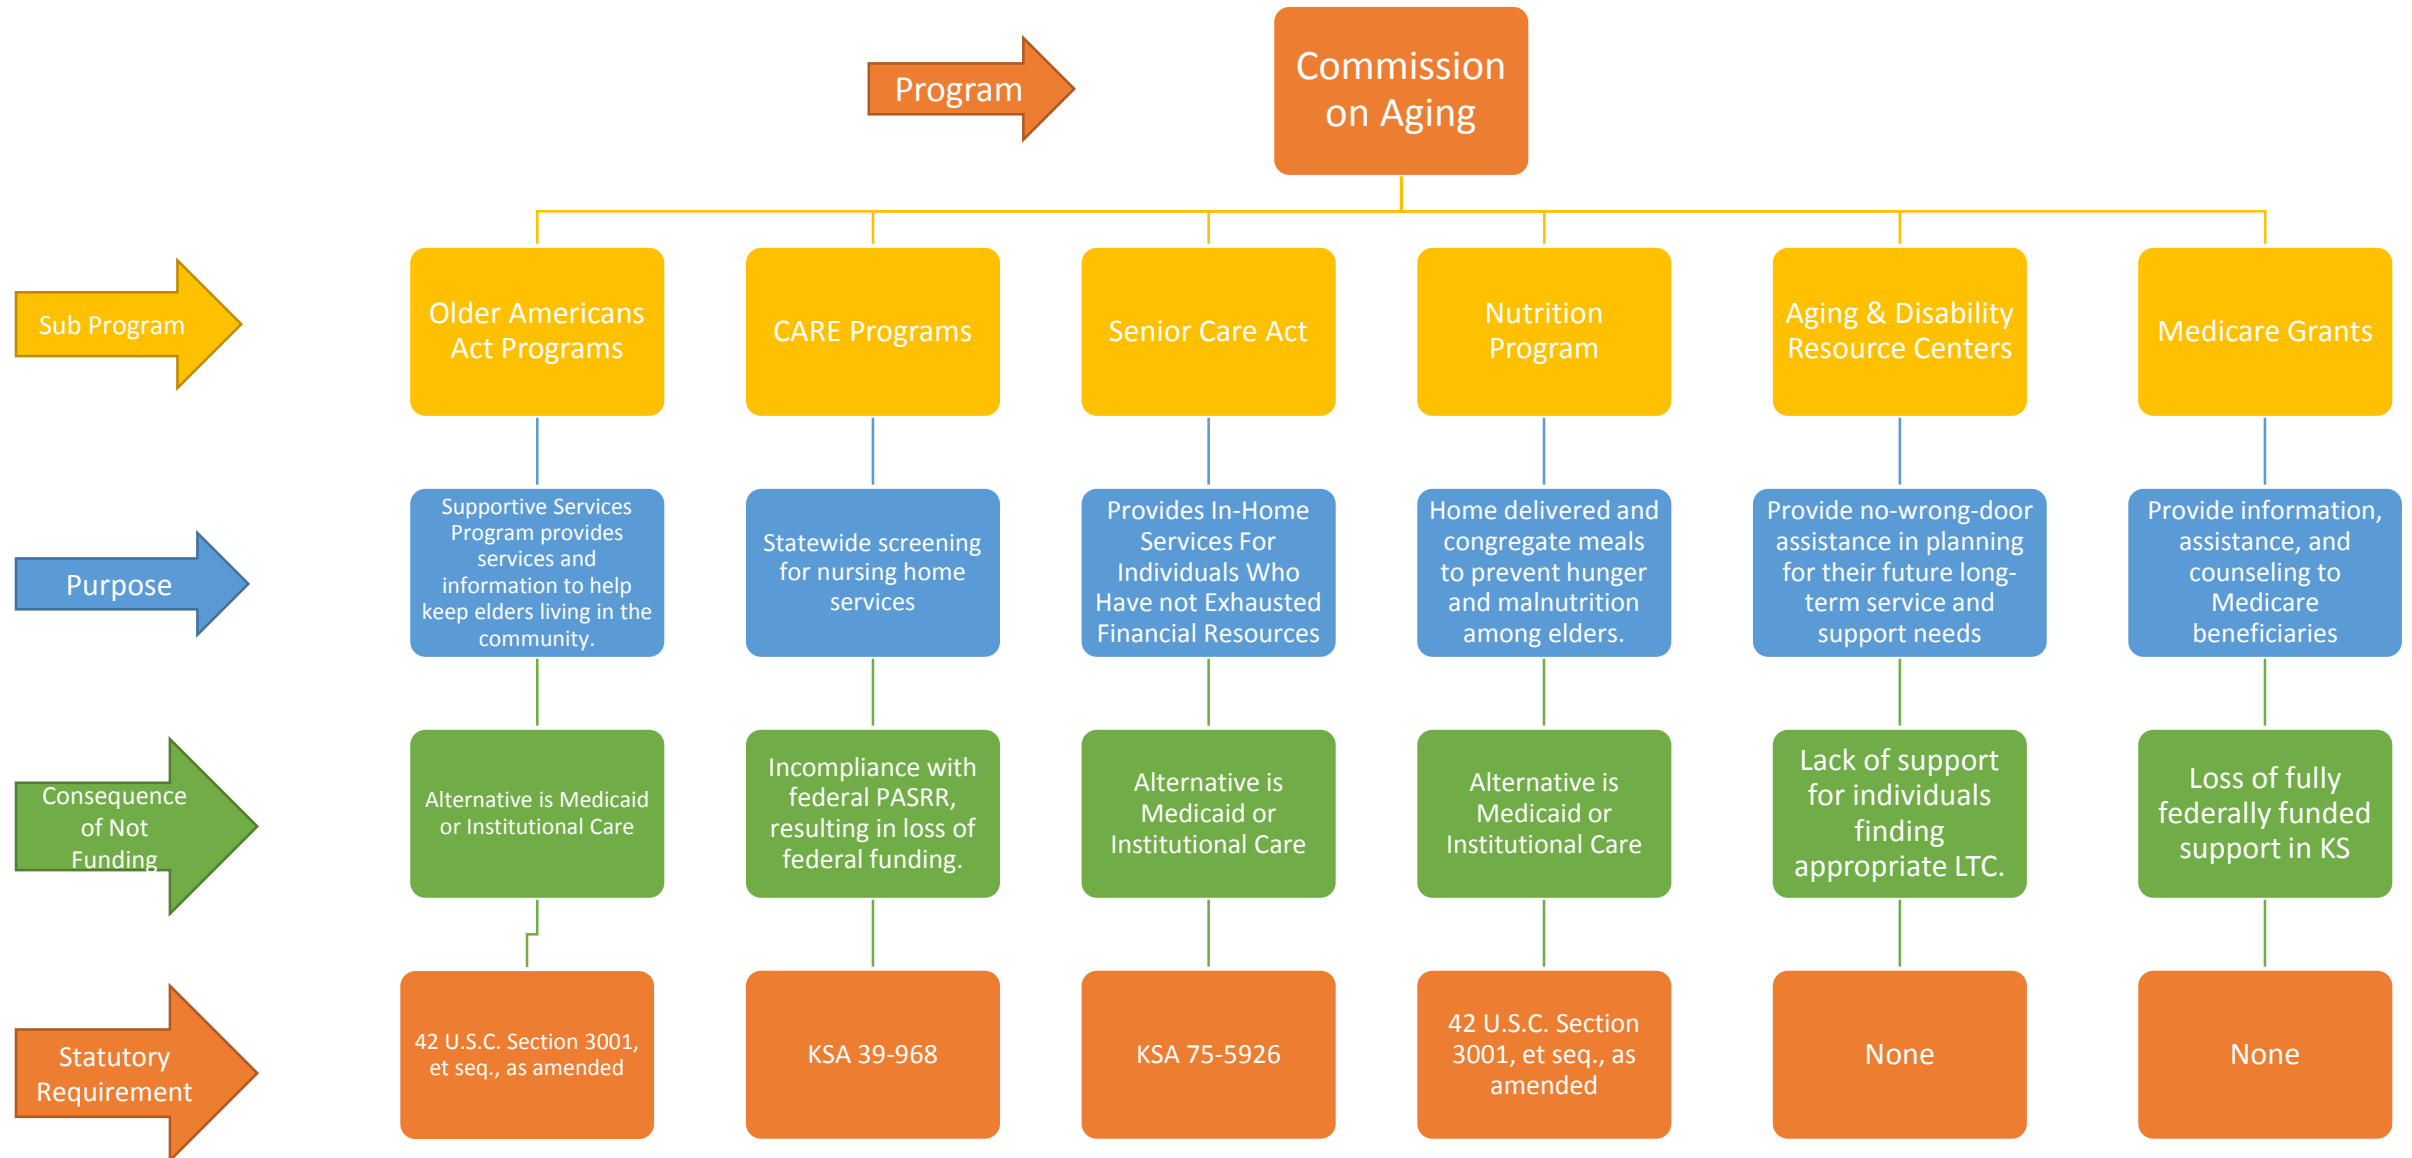 Program
Commission
on Aging
Sub Program
Older Americans
Act Programs
CARE Programs
Senior Care Act
Nutrition
Program
Aging & Disability
Resource Centers
Medicare Grants
Purpose
Supportive Services
Program provides
services and
information to help
keep elders living in the
community.
Statewide screening
for nursing home
services
Provides In-Home
Services For
Individuals Who
Have not Exhausted
Financial Resources
Home delivered and
congregate meals
to prevent hunger
and malnutrition
among elders.
Provide no-wrong-door
assistance in planning
for their future long-
term service and
support needs
Provide information,
assistance, and
counseling to
Medicare
beneficiaries
Consequence
of Not
Funding
Alternative is Medicaid
or Institutional Care
Incompliance with
federal PASRR,
resulting in loss of
federal funding.
Alternative is
Medicaid or
Institutional Care
Alternative is
Medicaid or
Institutional Care
Lack of support
for individuals
finding
appropriate LTC.
Loss of fully
federally funded
support in KS
Statutory
Requirement
42 U.S.C. Section 3001,
et seq., as amended
KSA 39-968
KSA 75-5926
42 U.S.C. Section
3001, et seq., as
amended
None
None